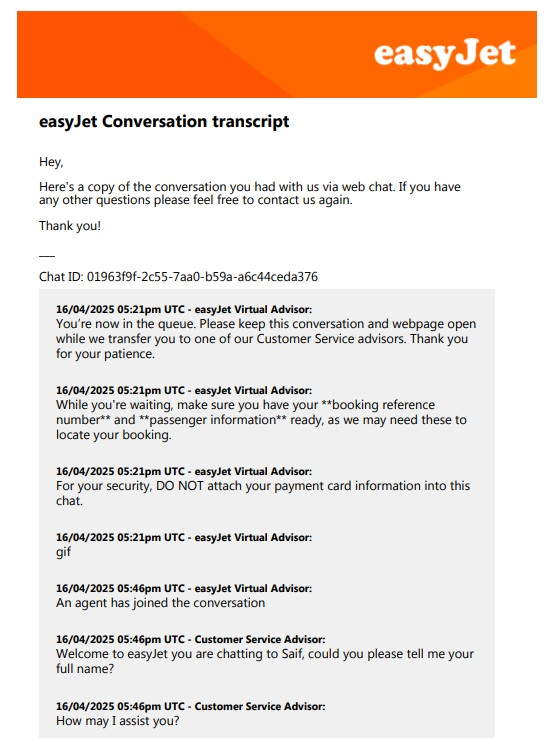 easyJet
easyJet Conversation transcript
Hey,
Here's a copy of the conversation you had with us via web chat. If you have
any other questions please feel free to contact us again.
Thank you!
___
Chat ID: 01963f9f-2c55-7aa0-b59a-a6c44ceda376
16/04/2025 05:21pm UTC - easyJet Virtual Advisor:
You’re now in the queue. Please keep this conversation and webpage open
while we transfer you to one of our Customer Service advisors. Thank you
for your patience.
16/04/2025 05:21pm UTC - easyJet Virtual Advisor:
While you're waiting, make sure you have your **booking reference
number** and **passenger information** ready, as we may need these to
locate your booking.
16/04/2025 05:21pm UTC - easyJet Virtual Advisor:
For your security, DO NOT attach your payment card information into this
chat.
16/04/2025 05:21pm UTC - easyJet Virtual Advisor:
gif
16/04/2025 05:46pm UTC - easyJet Virtual Advisor:
An agent has joined the conversation
16/04/2025 05:46pm UTC - Customer Service Advisor:
Welcome to easyJet you are chatting to Saif, could you please tell me your
full name?
16/04/2025 05:46pm UTC - Customer Service Advisor:
How may I assist you?